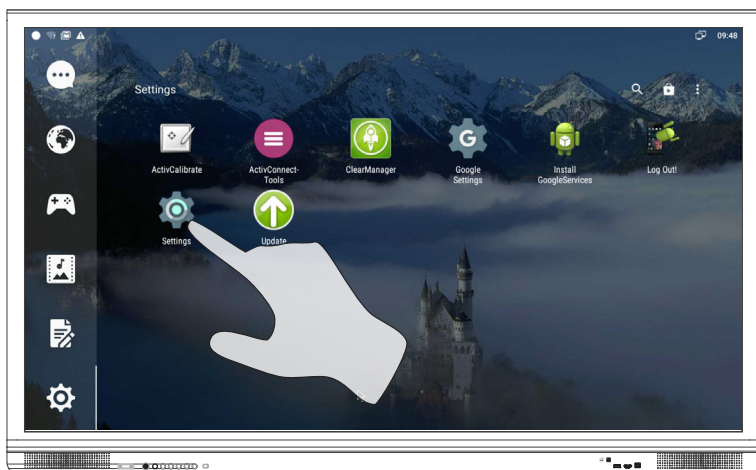 09:48
Settings
ActivCalibrate
ActivConnect-
Tools
ClearManager
G
Google
Settings
Install
GoogleServices
Log Out!
Settings
Update